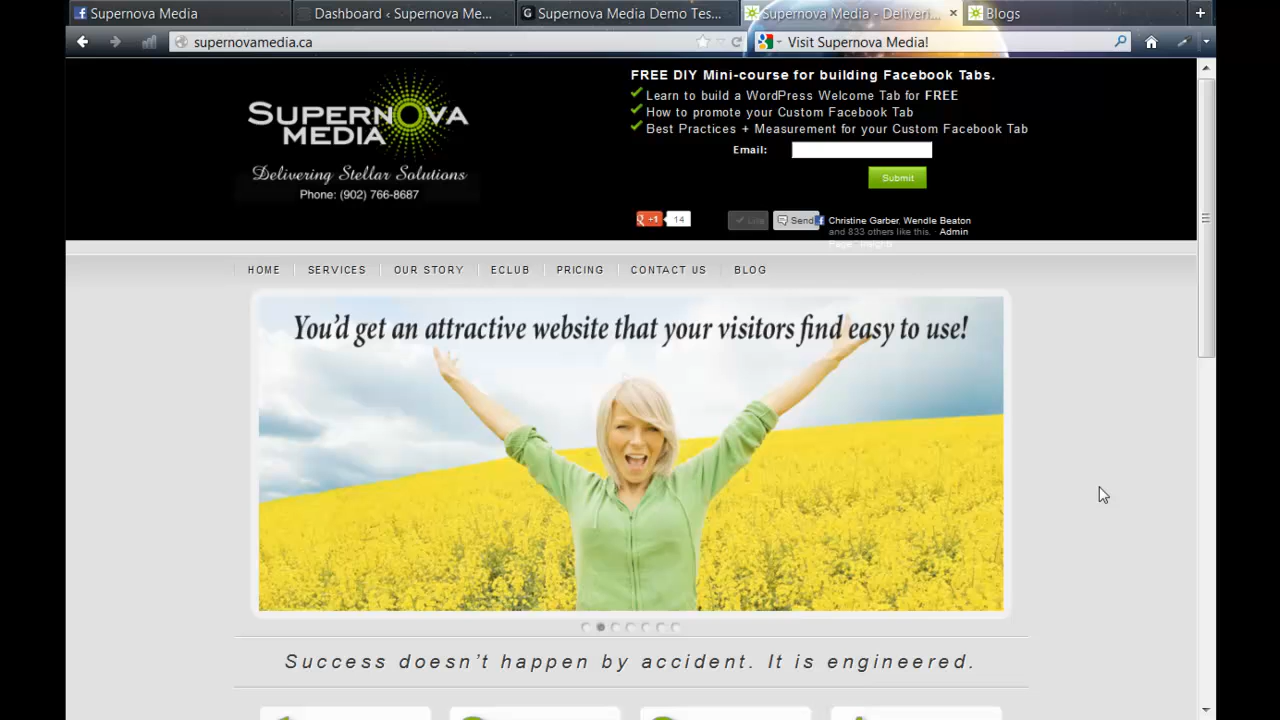 Supernova Media
Dashboard ‹ Supernova Me...
Supernova Media Demo Tes...
Supernova Media - Deliveri...
Blogs
supernovamedia.ca
Visit Supernova Media!
SUPERNOVA
MEDIA
Delivering Stellar Solutions
Phone: (902) 766-8687
FREE DIY Mini-course for building Facebook Tabs.
Learn to build a WordPress Welcome Tab for FREE
How to promote your Custom Facebook Tab
Best Practices + Measurement for your Custom Facebook Tab
Email:
Submit
+1 14
Like Send
Christine Garber, Wendle Beaton
and 833 others like this. · Admin
Page · Insights
HOME SERVICES OUR STORY ECLUB PRICING CONTACT US BLOG
You'd get an attractive website that your visitors find easy to use!
Success doesn't happen by accident. It is engineered.